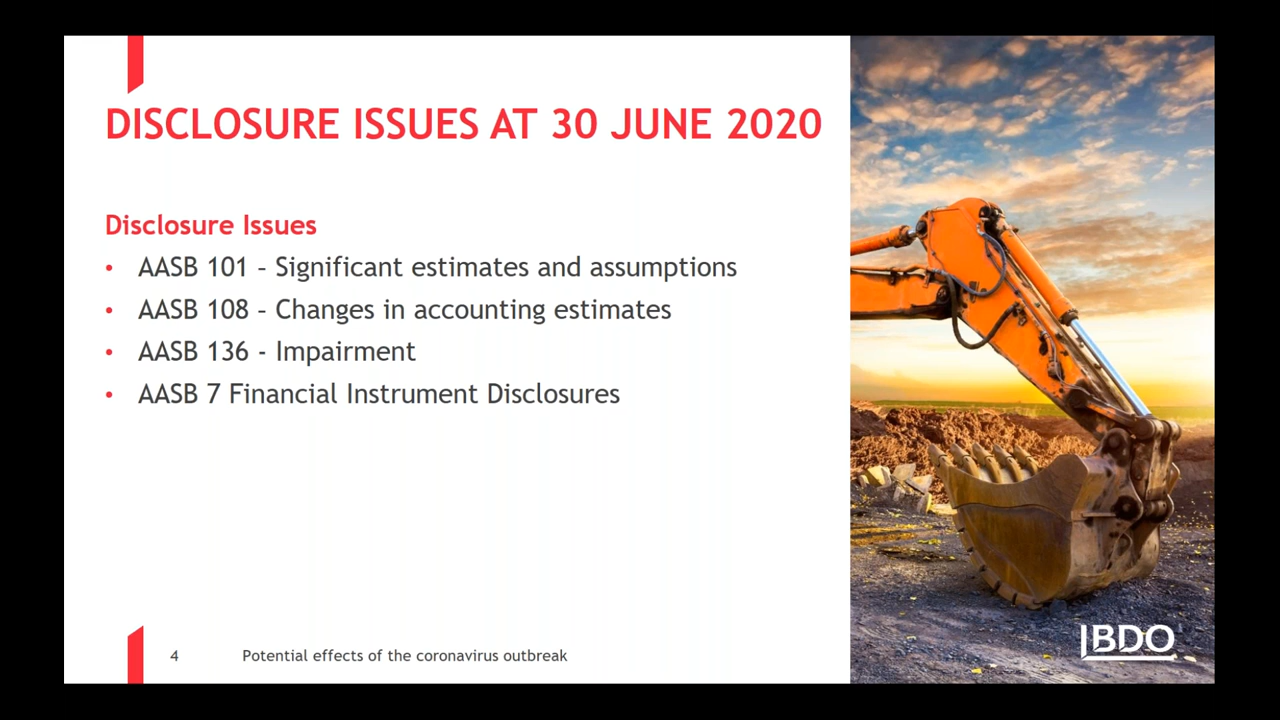 DISCLOSURE ISSUES AT 30 JUNE 2020
Disclosure Issues
• AASB 101 – Significant estimates and assumptions
• AASB 108 – Changes in accounting estimates
• AASB 136 - Impairment
• AASB 7 Financial Instrument Disclosures
4 Potential effects of the coronavirus outbreak
BDO